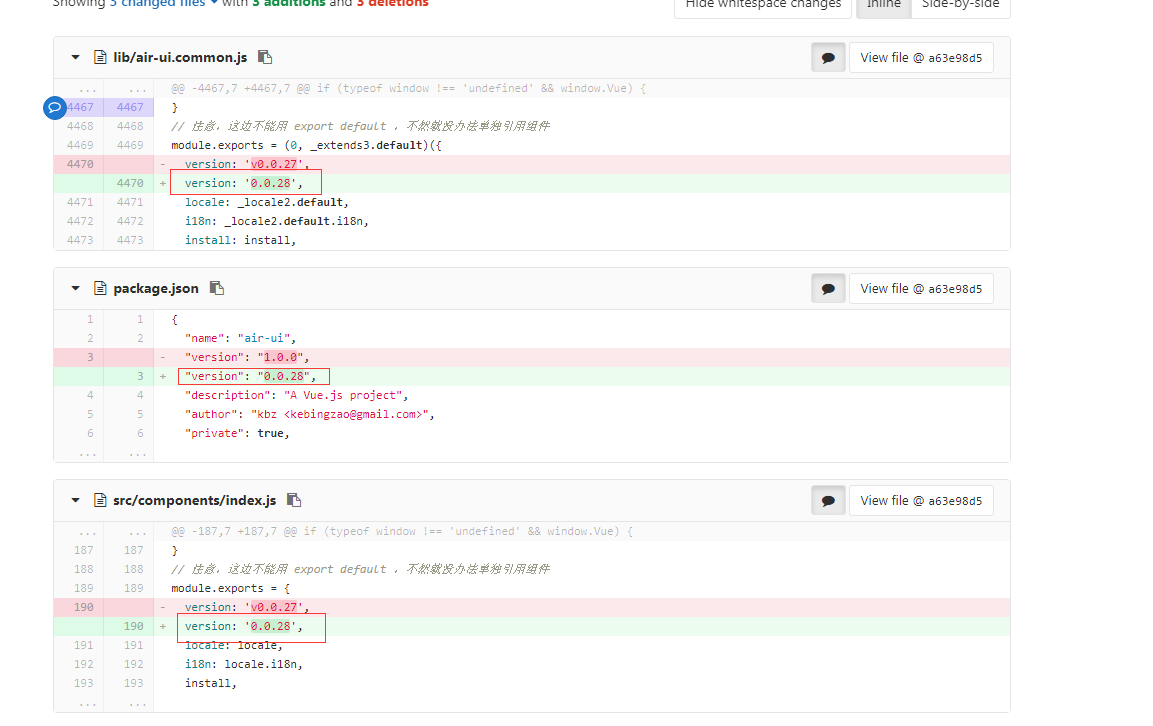 Showing 3 changed files with 3 additions and 3 deletions
Hide whitespace changes Inline Side-by-side
lib/air-ui.common.js View file @ a63e98d5
... ... @@ -4467,7 +4467,7 @@ if (typeof window !== 'undefined' && window.Vue) {
4467 4467 }
4468 4468 // 注意，这边不能用 export default ，不然就没办法单独引用组件
4469 4469 module.exports = (0, _extends3.default)({
4470 - version: 'v0.0.27',
4470 + version: '0.0.28',
4471 4471 locale: _locale2.default,
4472 4472 i18n: _locale2.default.i18n,
4473 4473 install: install,
package.json View file @ a63e98d5
1 1 {
2 2 "name": "air-ui",
3 - "version": "1.0.0",
3 + "version": "0.0.28",
4 4 "description": "A Vue.js project",
5 5 "author": "kbz <kebingzao@gmail.com>",
6 6 "private": true,
... ...
src/components/index.js View file @ a63e98d5
... ... @@ -187,7 +187,7 @@ if (typeof window !== 'undefined' && window.Vue) {
187 187 }
188 188 // 注意，这边不能用 export default ，不然就没办法单独引用组件
189 189 module.exports = {
190 - version: 'v0.0.27',
190 + version: '0.0.28',
191 191 locale: locale,
192 192 i18n: locale.i18n,
193 193 install,
... ...